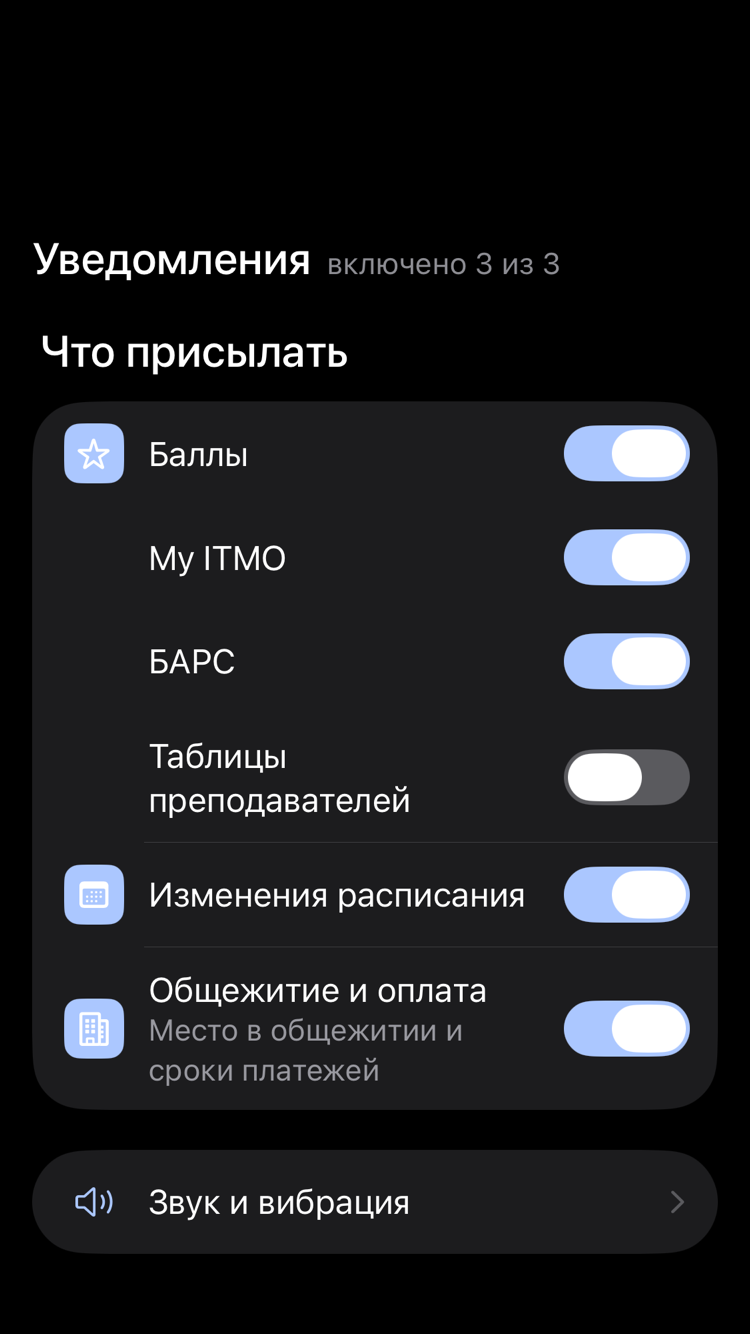 Уведомления включено 3 из 3
Что присылать
Баллы
My ITMO
БАРС
Таблицы
преподавателей
Изменения расписания
Общежитие и оплата
Место в общежитии и
сроки платежей
Звук и вибрация